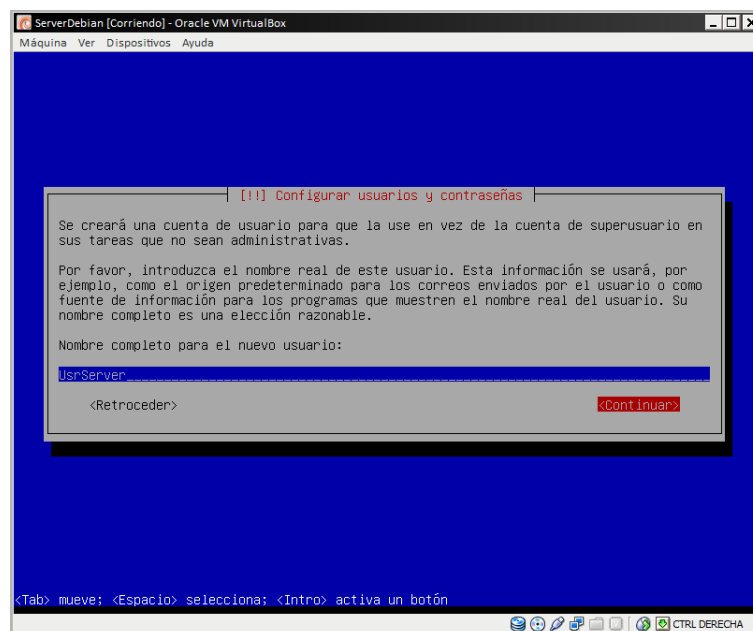 ServerDebian [Corriendo] - Oracle VM VirtualBox
Máquina Ver Dispositivos Ayuda
[!!] Configurar usuarios y contraseñas
Se creará una cuenta de usuario para que la use en vez de la cuenta de superusuario en
sus tareas que no sean administrativas.
Por favor, introduzca el nombre real de este usuario. Esta información se usará, por
ejemplo, como el origen predeterminado para los correos enviados por el usuario o como
fuente de información para los programas que muestren el nombre real del usuario. Su
nombre completo es una elección razonable.
Nombre completo para el nuevo usuario:
UsrServer
<Retroceder> <Continuar>
<Tab> mueve; <Espacio> selecciona; <Intro> activa un botón
CTRL DERECHA